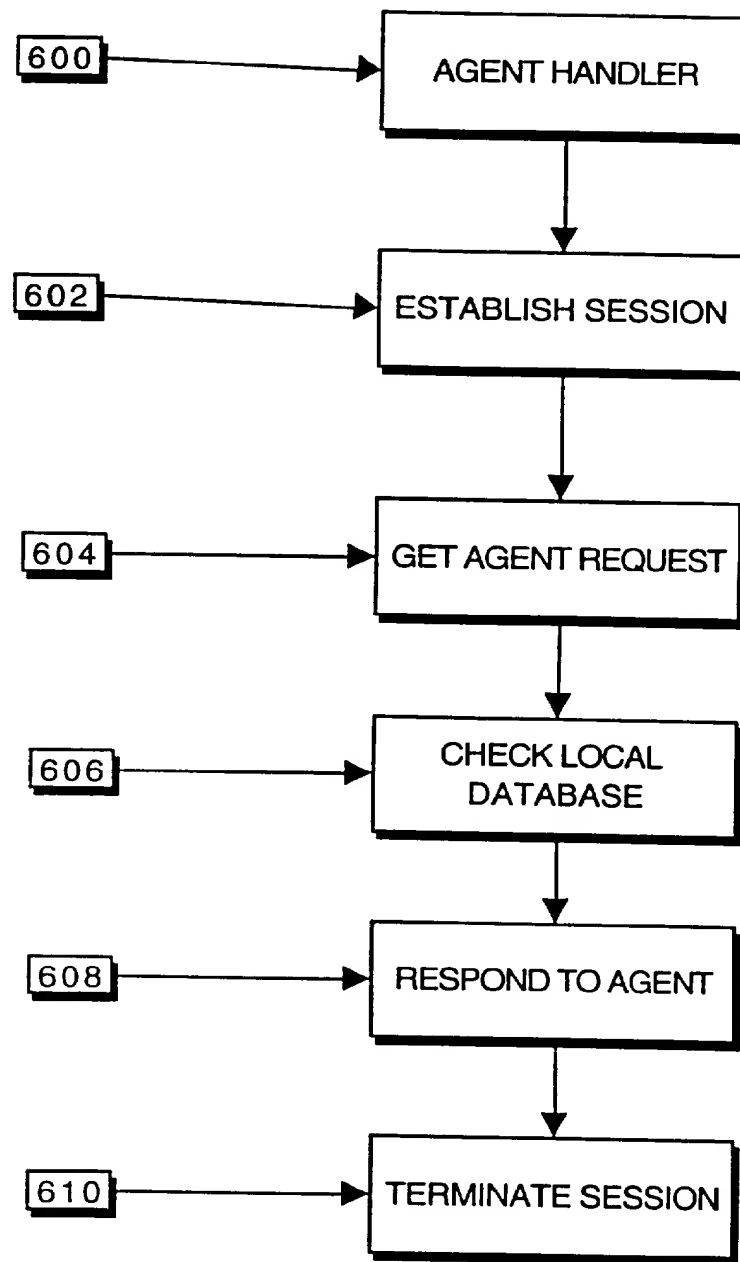 600
AGENT HANDLER
602
ESTABLISH SESSION
604
GET AGENT REQUEST
606
CHECK LOCAL
DATABASE
608
RESPOND TO AGENT
610
TERMINATE SESSION